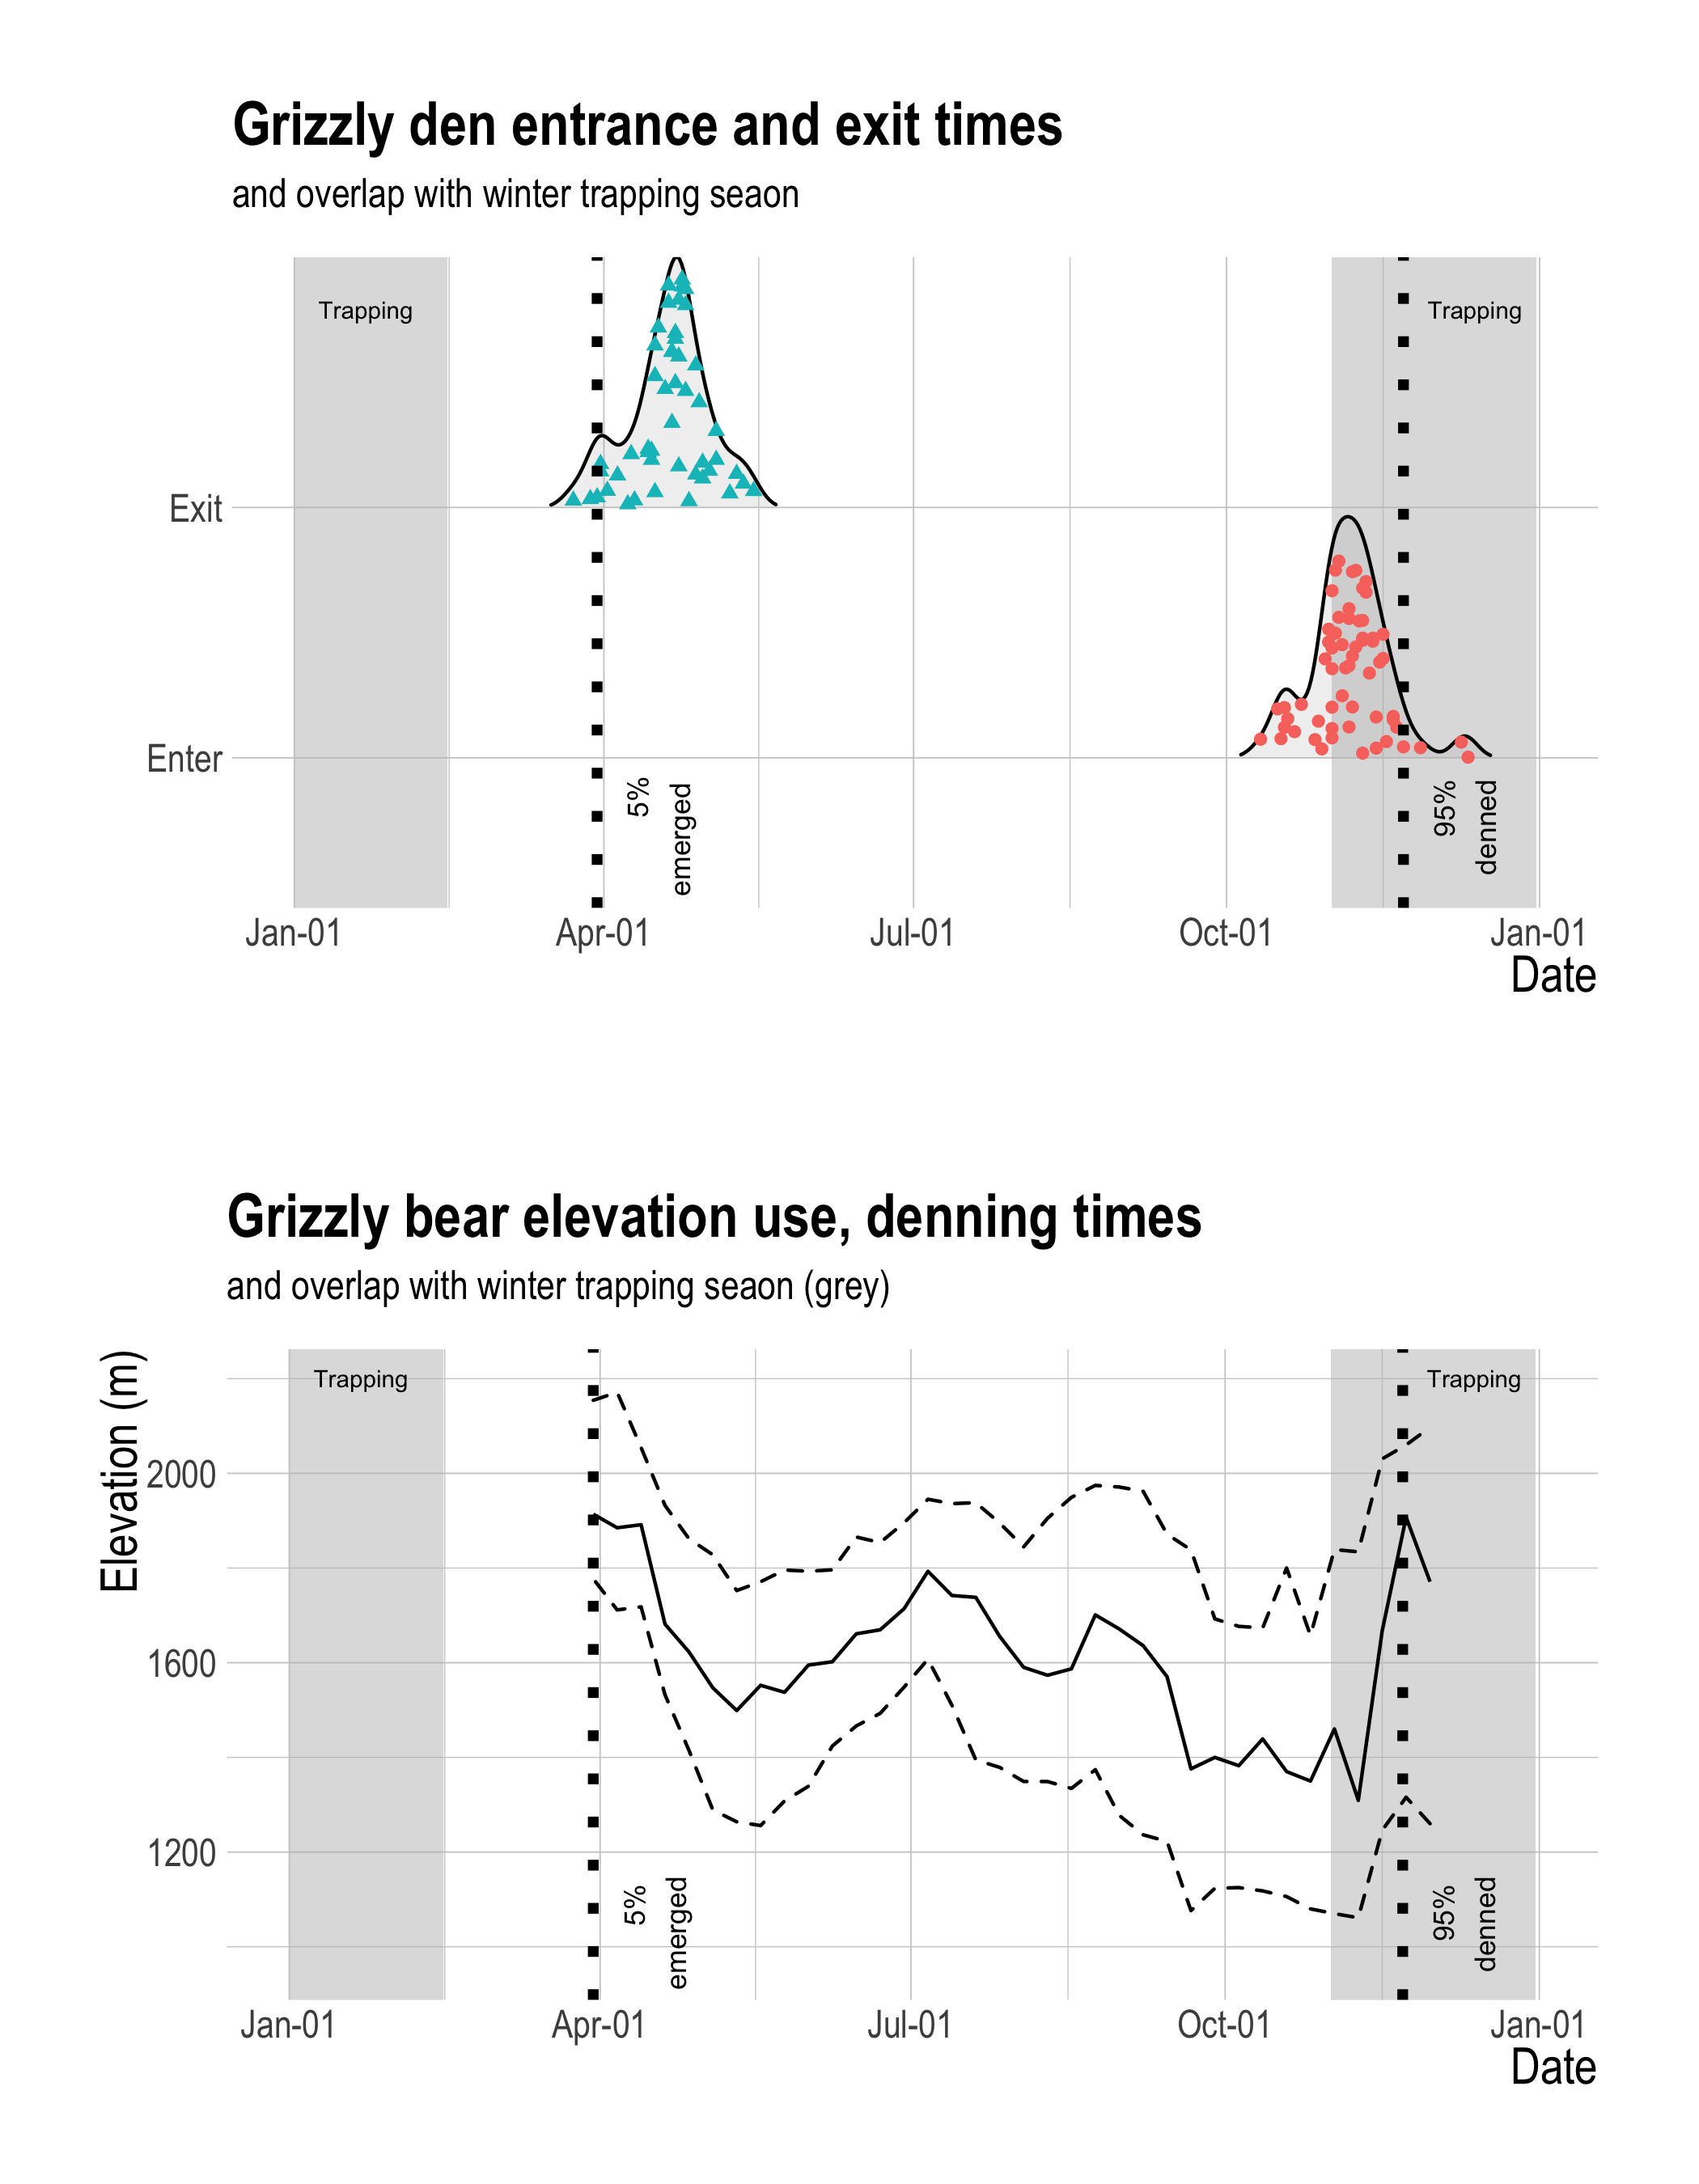 Grizzly den entrance and exit times
and overlap with winter trapping seaon
Trapping
Trapping
Exit
Enter
5%
emerged
95%
denned
Jan-01
Apr-01
Jul-01
Oct-01
Jan-01
Date
Grizzly bear elevation use, denning times
and overlap with winter trapping seaon (grey)
Elevation (m)
Trapping
Trapping
2000
1600
1200
5%
emerged
95%
denned
Jan-01
Apr-01
Jul-01
Oct-01
Jan-01
Date